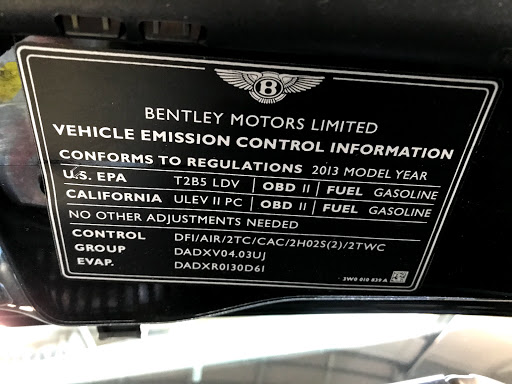 B
BENTLEY MOTORS LIMITED
VEHICLE EMISSION CONTROL INFORMATION
CONFORMS TO REGULATIONS 2013 MODEL YEAR
U.S. EPA T2B5 LDV OBD II FUEL GASOLINE
CALIFORNIA ULEV II PC OBD II FUEL GASOLINE
NO OTHER ADJUSTMENTS NEEDED
CONTROL DFI/AIR/2TC/CAC/2HO2S(2)/2TWC
GROUP DADXV04.03UJ
EVAP. DADXR0130D61
3W0 010 839 A